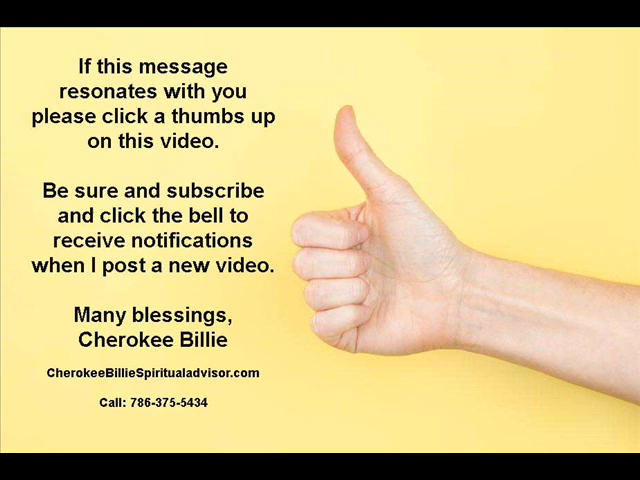 If this message
resonates with you
please click a thumbs up
on this video.
Be sure and subscribe
and click the bell to
receive notifications
when I post a new video.
Many blessings,
Cherokee Billie
CherokeeBillieSpiritualadvisor.com
Call: 786-375-5434